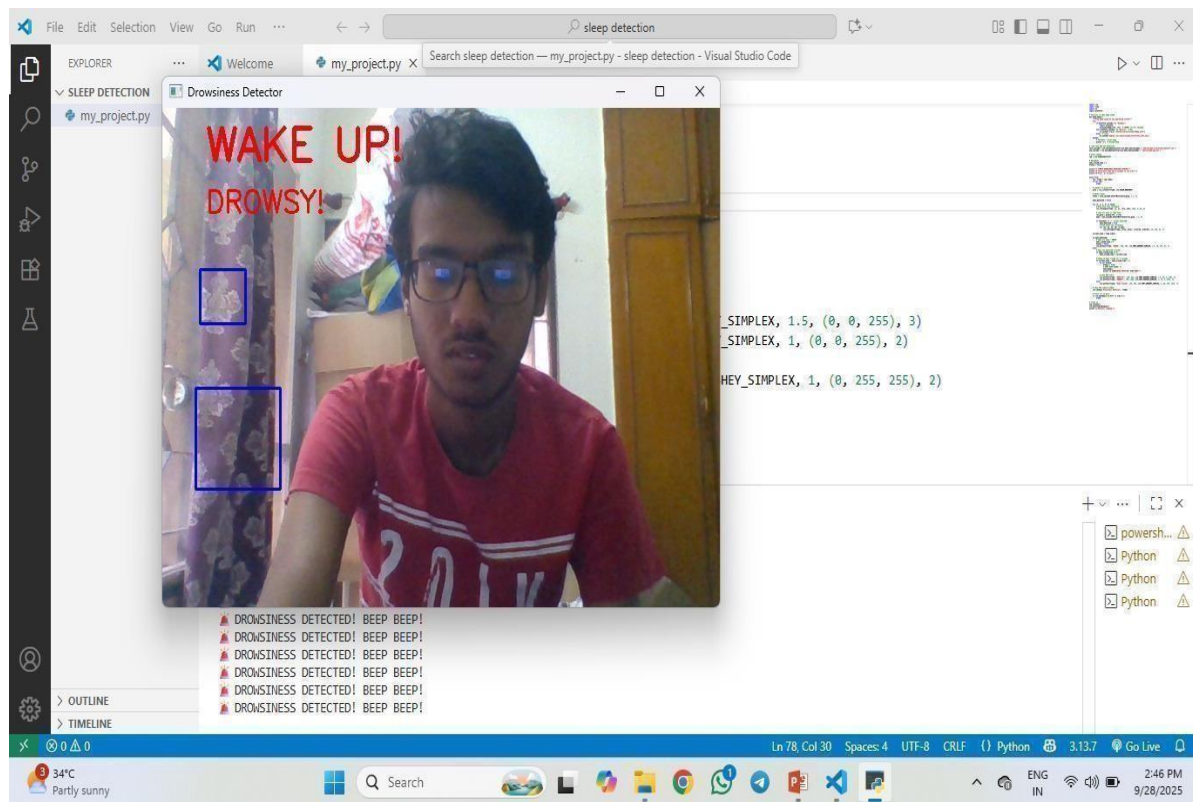 File Edit Selection View Go Run ...
sleep detection
Search sleep detection — my_project.py - sleep detection - Visual Studio Code
EXPLORER ...
Welcome
my_project.py
SLEEP DETECTION
my_project.py
Drowsiness Detector
WAKE UP!
DROWSY!
_SIMPLEX, 1.5, (0, 0, 255), 3)
_SIMPLEX, 1, (0, 0, 255), 2)
HEY_SIMPLEX, 1, (0, 255, 255), 2)
powersh...
Python
Python
Python
DROWSINESS DETECTED! BEEP BEEP!
DROWSINESS DETECTED! BEEP BEEP!
DROWSINESS DETECTED! BEEP BEEP!
DROWSINESS DETECTED! BEEP BEEP!
DROWSINESS DETECTED! BEEP BEEP!
DROWSINESS DETECTED! BEEP BEEP!
OUTLINE
TIMELINE
0 0 Ln 78, Col 30 Spaces: 4 UTF-8 CRLF {} Python 3.13.7 Go Live
3 34°C
Partly sunny
Search
1
ENG
IN
2:46 PM
9/28/2025